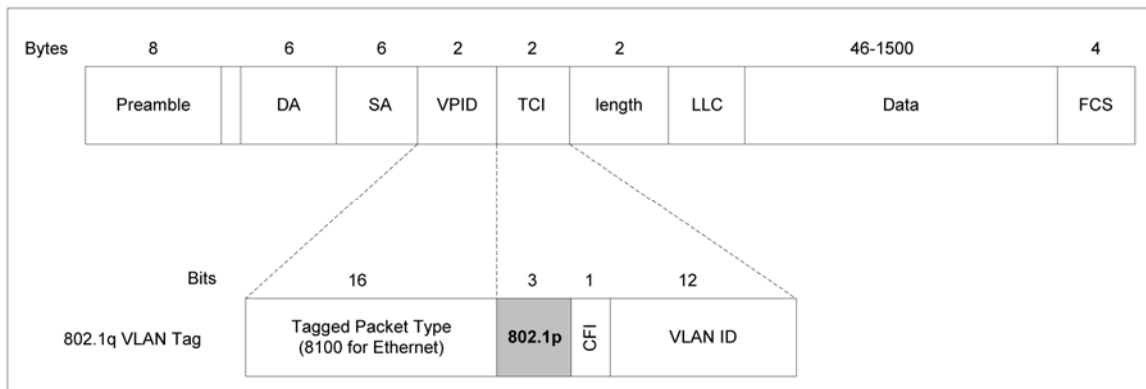 Bytes 8 6 6 2 2 2 46-1500 4
Preamble DA SA VPID TCI length LLC Data FCS
Bits 16 3 1 12
802.1q VLAN Tag Tagged Packet Type (8100 for Ethernet) 802.1p CFI VLAN ID